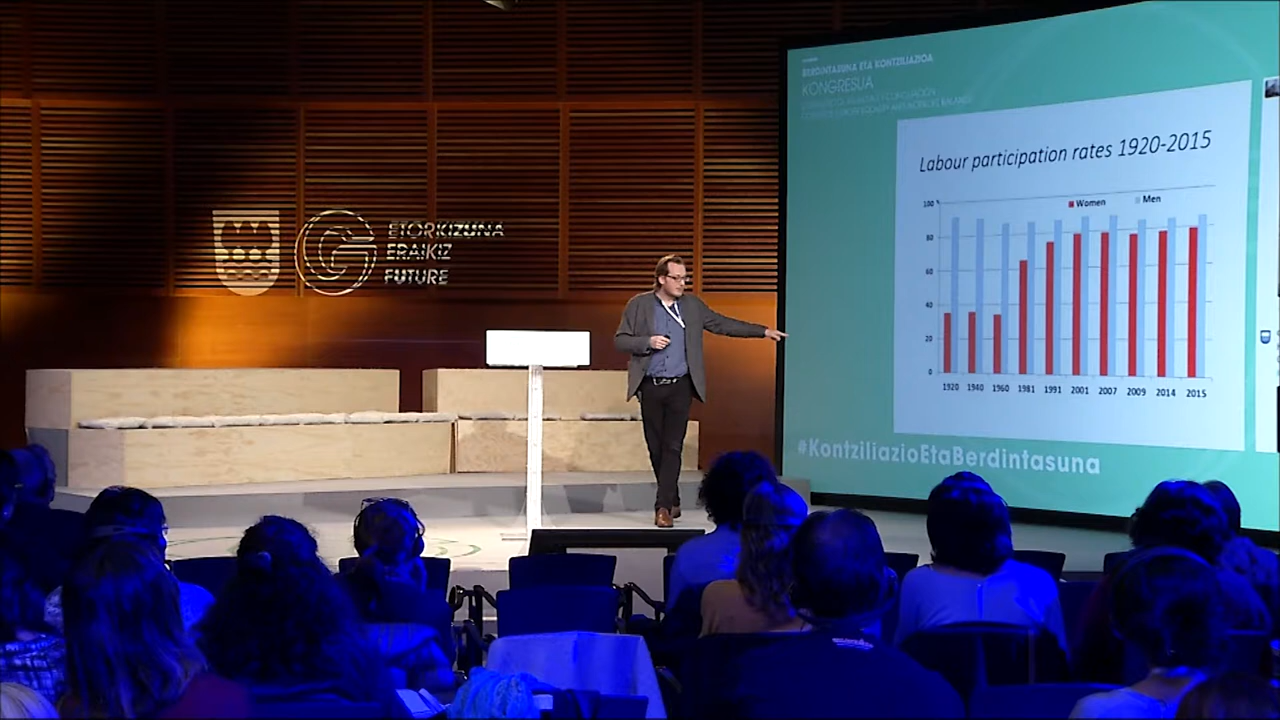 ETORKIZUNA
ERAIKIZ
FUTURE
BERDINTASUNA ETA KONTZILIAZIOA
KONGRESUA
Labour participation rates 1920-2015
Women Men
100 %
80
60
40
20
0
1920 1940 1960 1981 1991 2001 2007 2009 2014 2015
#KontziliazioEtaBerdintasuna